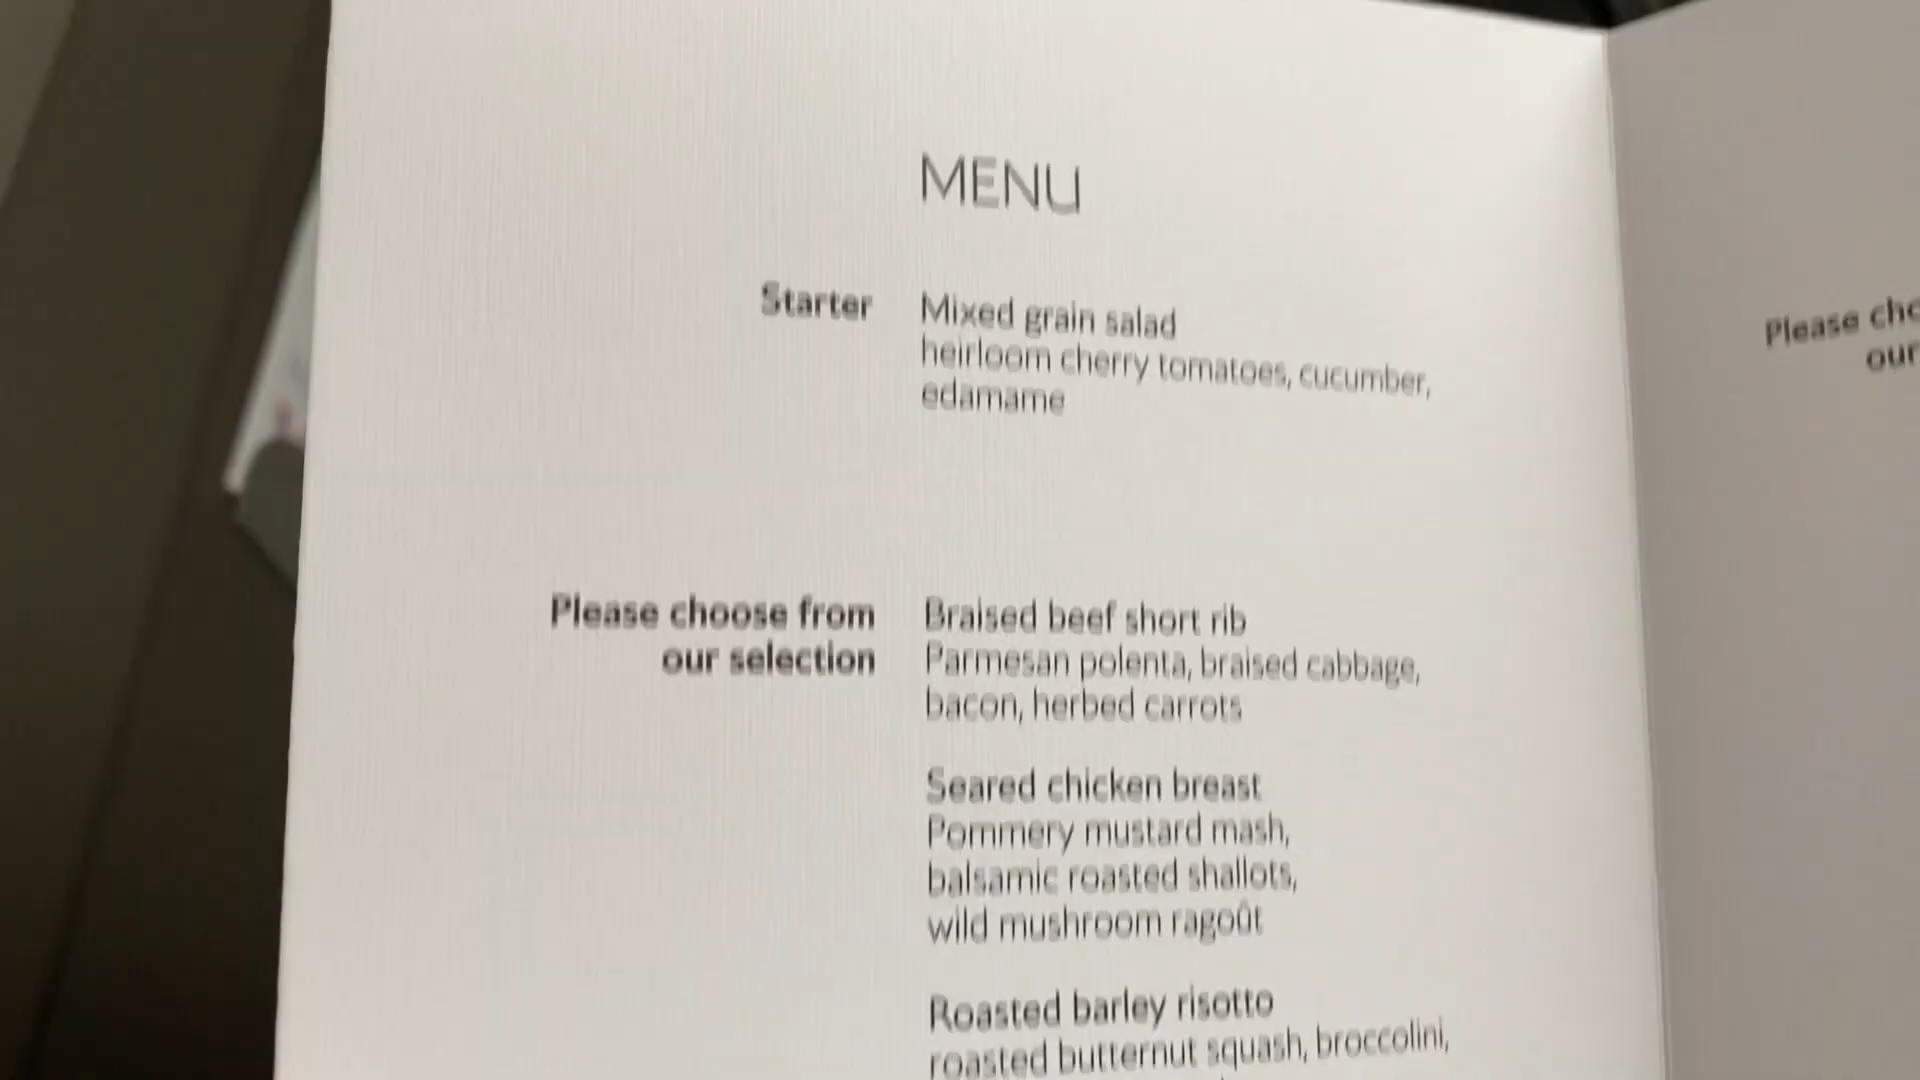 MENU
Starter
Mixed grain salad
heirloom cherry tomatoes, cucumber,
edamame
Please choose from
our selection
Braised beef short rib
Parmesan polenta, braised cabbage,
bacon, herbed carrots
Seared chicken breast
Pommery mustard mash,
balsamic roasted shallots,
wild mushroom ragoût
Roasted barley risotto
roasted butternut squash, broccolini,
Please
our